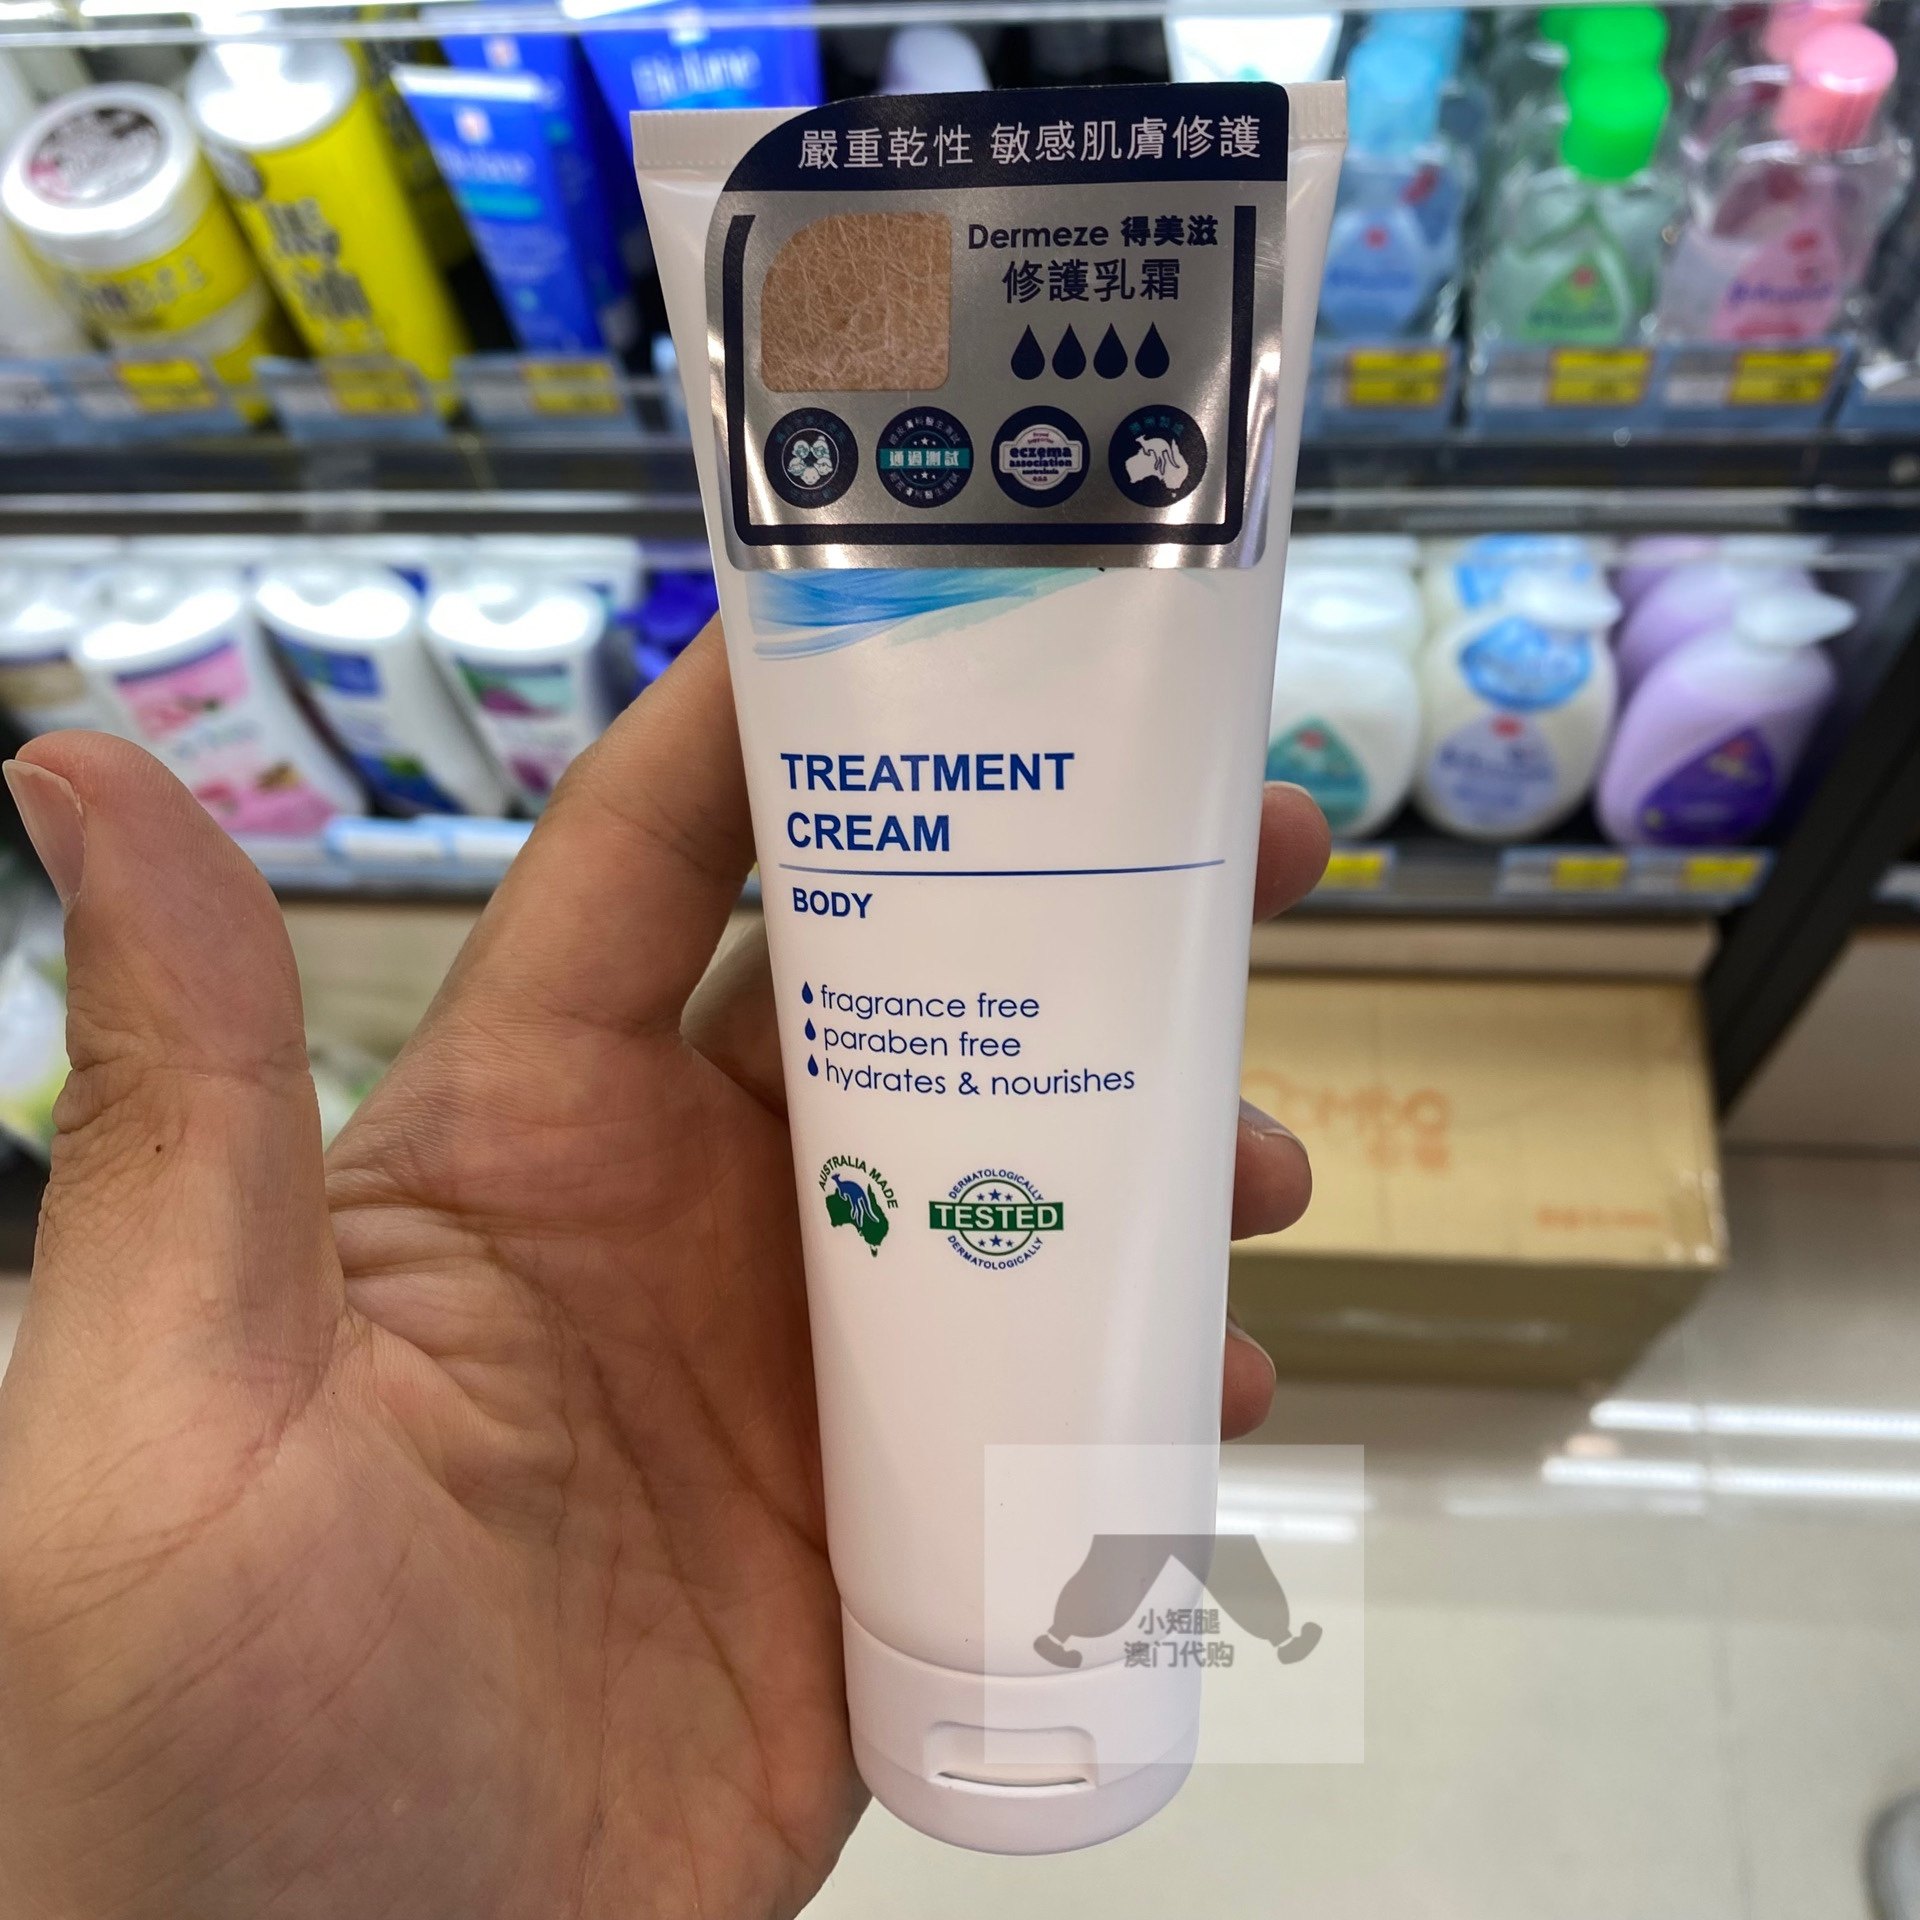 嚴重乾性 敏感肌膚修護
Dermeze 得美滋
修護乳霜
通過測試
eczema
association
australasia
TREATMENT
CREAM
BODY
fragrance free
paraben free
hydrates & nourishes
AUSTRALIA MADE
DERMATOLOGICALLY
TESTED
DERMATOLOGICALLY
小短腿
澳门代购